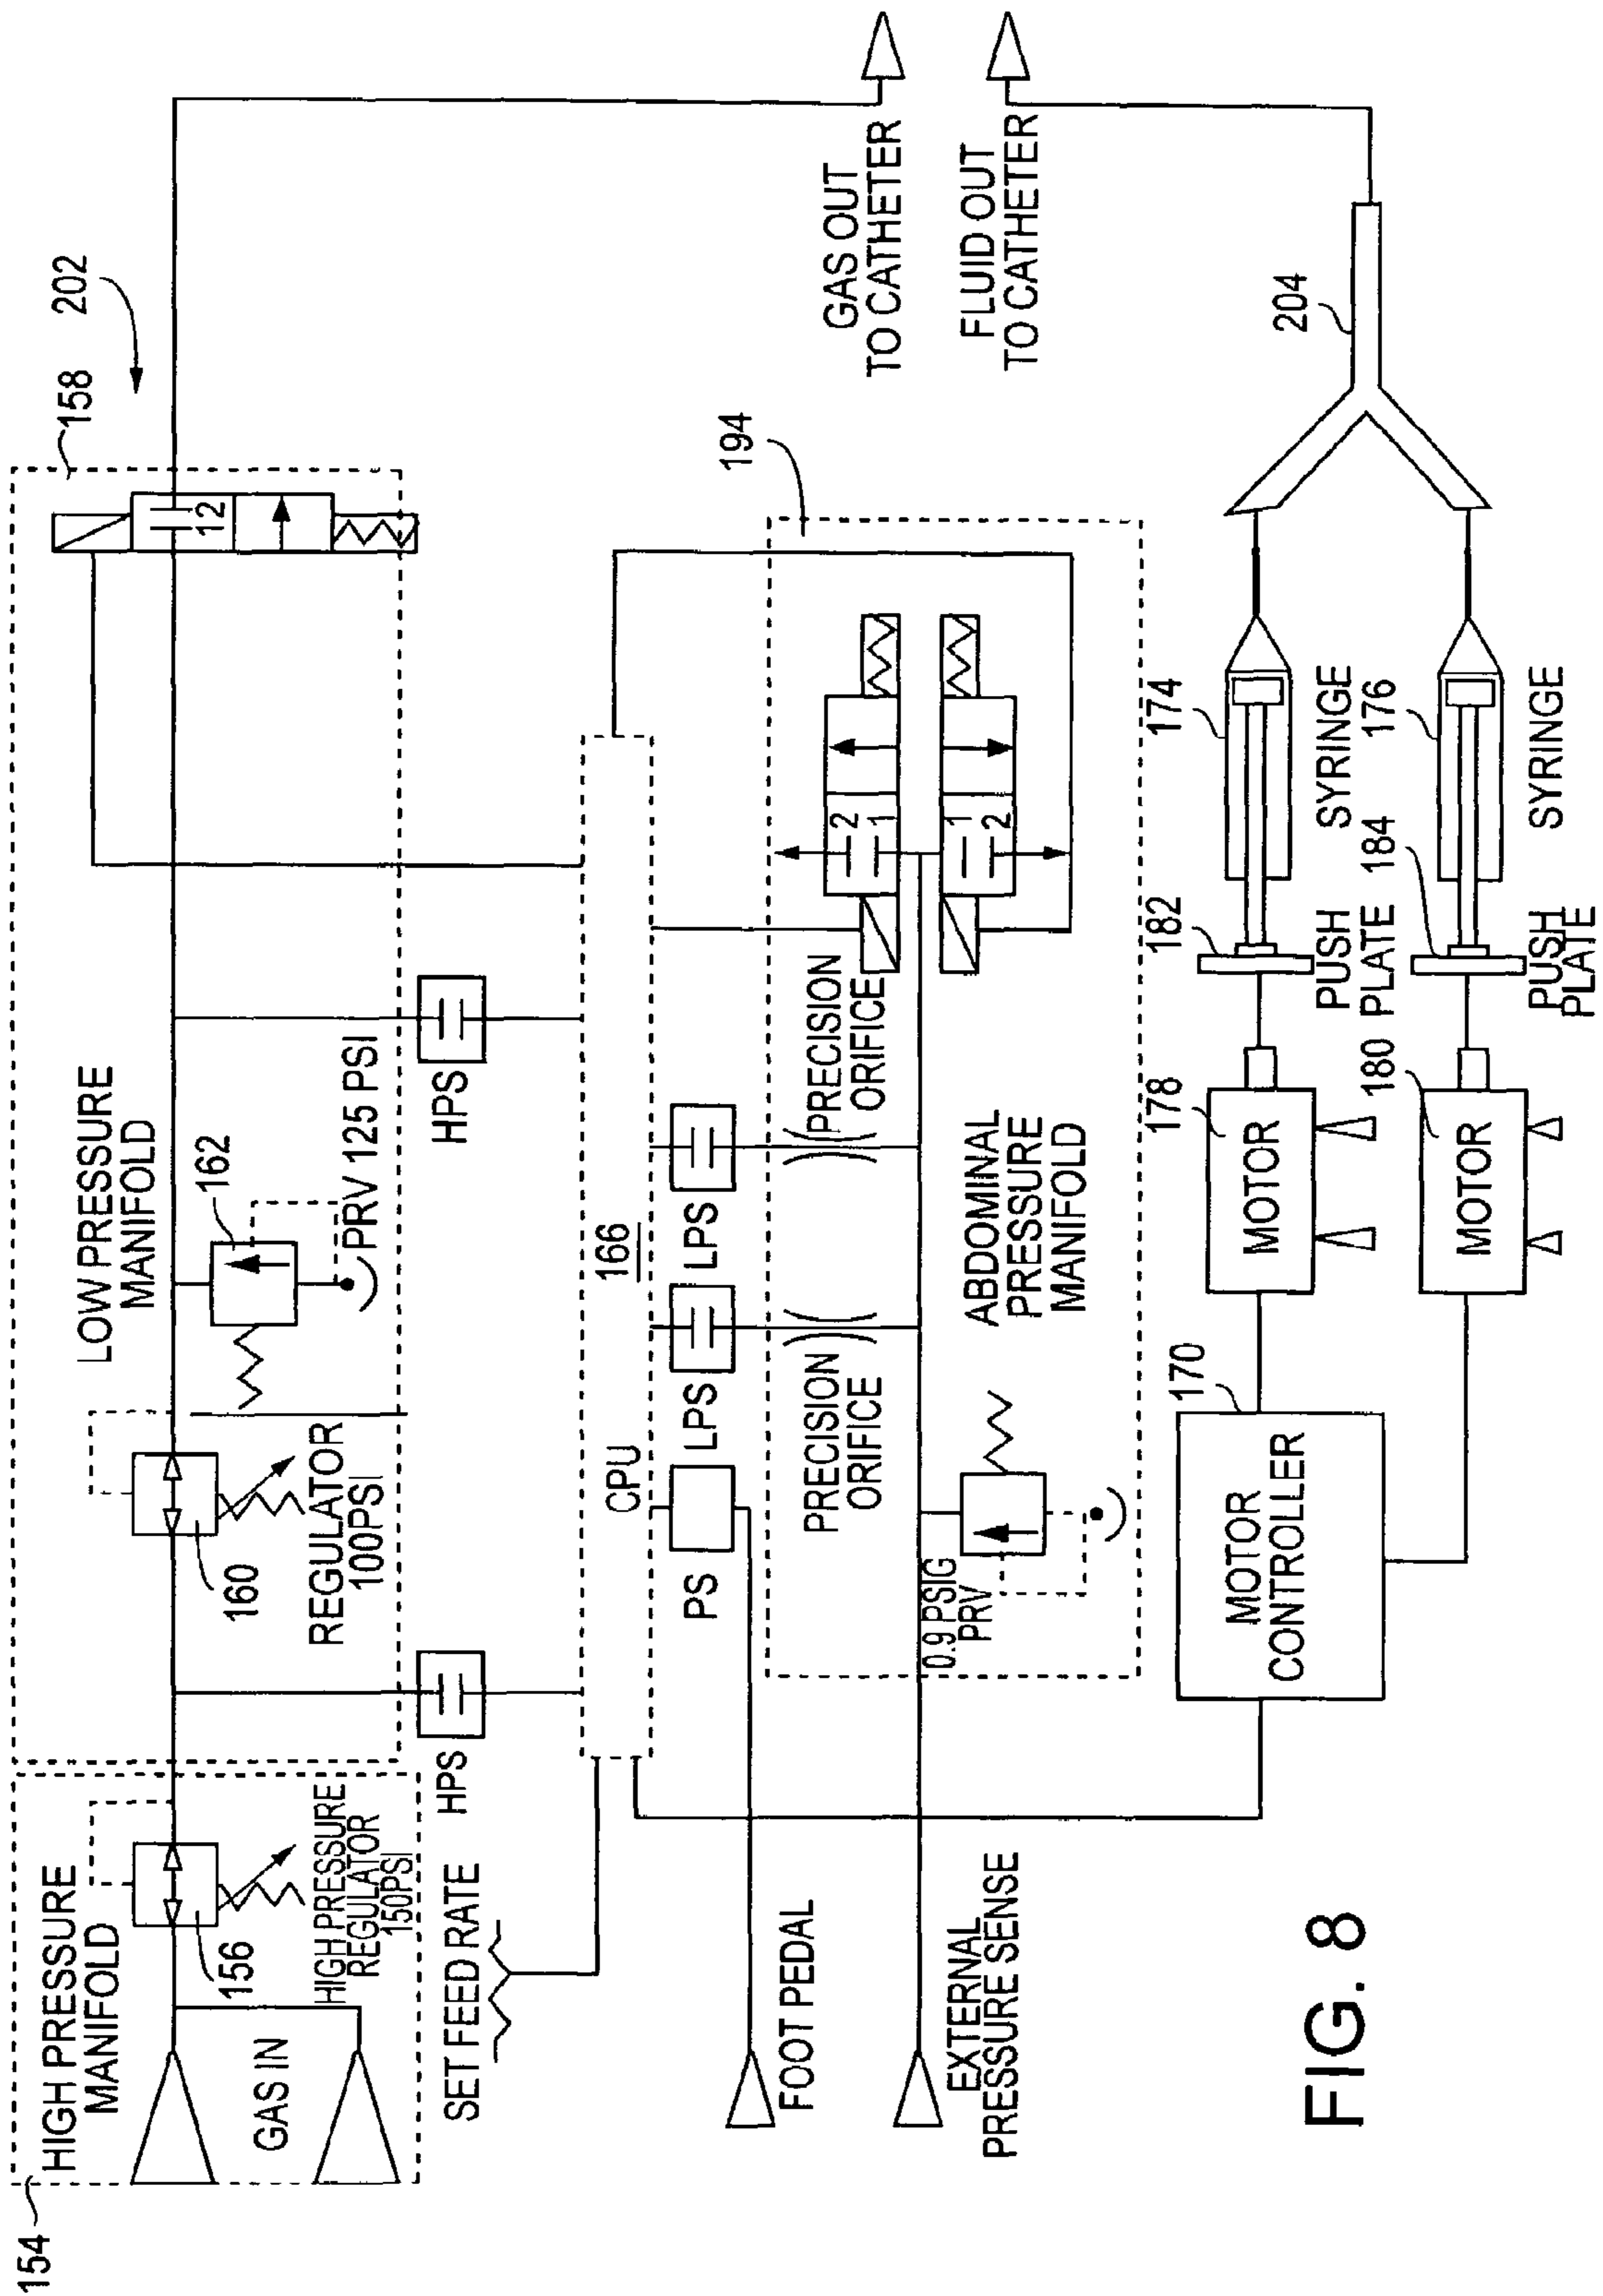 154
HIGH PRESSURE
MANIFOLD
GAS IN
156
HIGH PRESSURE
REGULATOR
150PSI
LOW PRESSURE
MANIFOLD
160
REGULATOR
100PSI
162
PRV 125 PSI
12
158
202
HPS
HPS
SET FEED RATE
CPU
166
PS
LPS
LPS
FOOT PEDAL
EXTERNAL
PRESSURE SENSE
PRECISION
ORIFICE
PRECISION
ORIFICE
0.9 PSIG
PRV
ABDOMINAL
PRESSURE
MANIFOLD
2
1
1
2
194
GAS OUT
TO CATHETER
FLUID OUT
TO CATHETER
MOTOR
CONTROLLER
170
MOTOR
178
182
PUSH
PLATE
174
SYRINGE
MOTOR
180
184
PUSH
PLATE
176
SYRINGE
204
FIG. 8